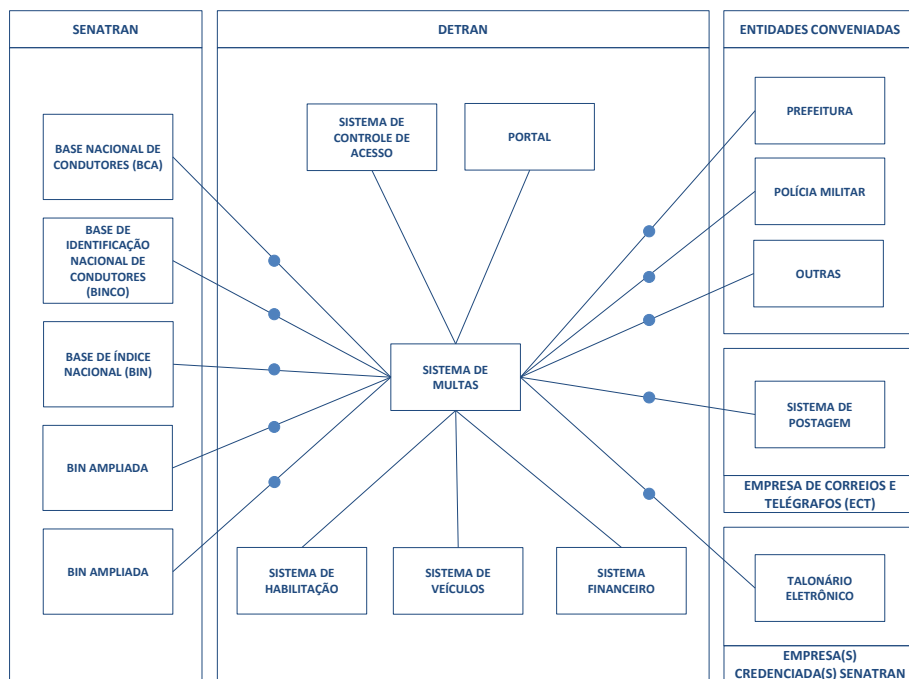 SENATRAN
DETRAN
ENTIDADES CONVENIADAS
BASE NACIONAL DE
CONDUTORES (BCA)
BASE DE
IDENTIFICAÇÃO
NACIONAL DE
CONDUTORES
(BINCO)
BASE DE ÍNDICE
NACIONAL (BIN)
BIN AMPLIADA
BIN AMPLIADA
SISTEMA DE
CONTROLE DE
ACESSO
PORTAL
SISTEMA DE
MULTAS
SISTEMA DE
HABILITAÇÃO
SISTEMA DE
VEÍCULOS
SISTEMA
FINANCEIRO
PREFEITURA
POLÍCIA MILITAR
OUTRAS
SISTEMA DE
POSTAGEM
EMPRESA DE CORREIOS E
TELÉGRAFOS (ECT)
TALONÁRIO
ELETRÔNICO
EMPRESA(S)
CREDENCIADA(S) SENATRAN